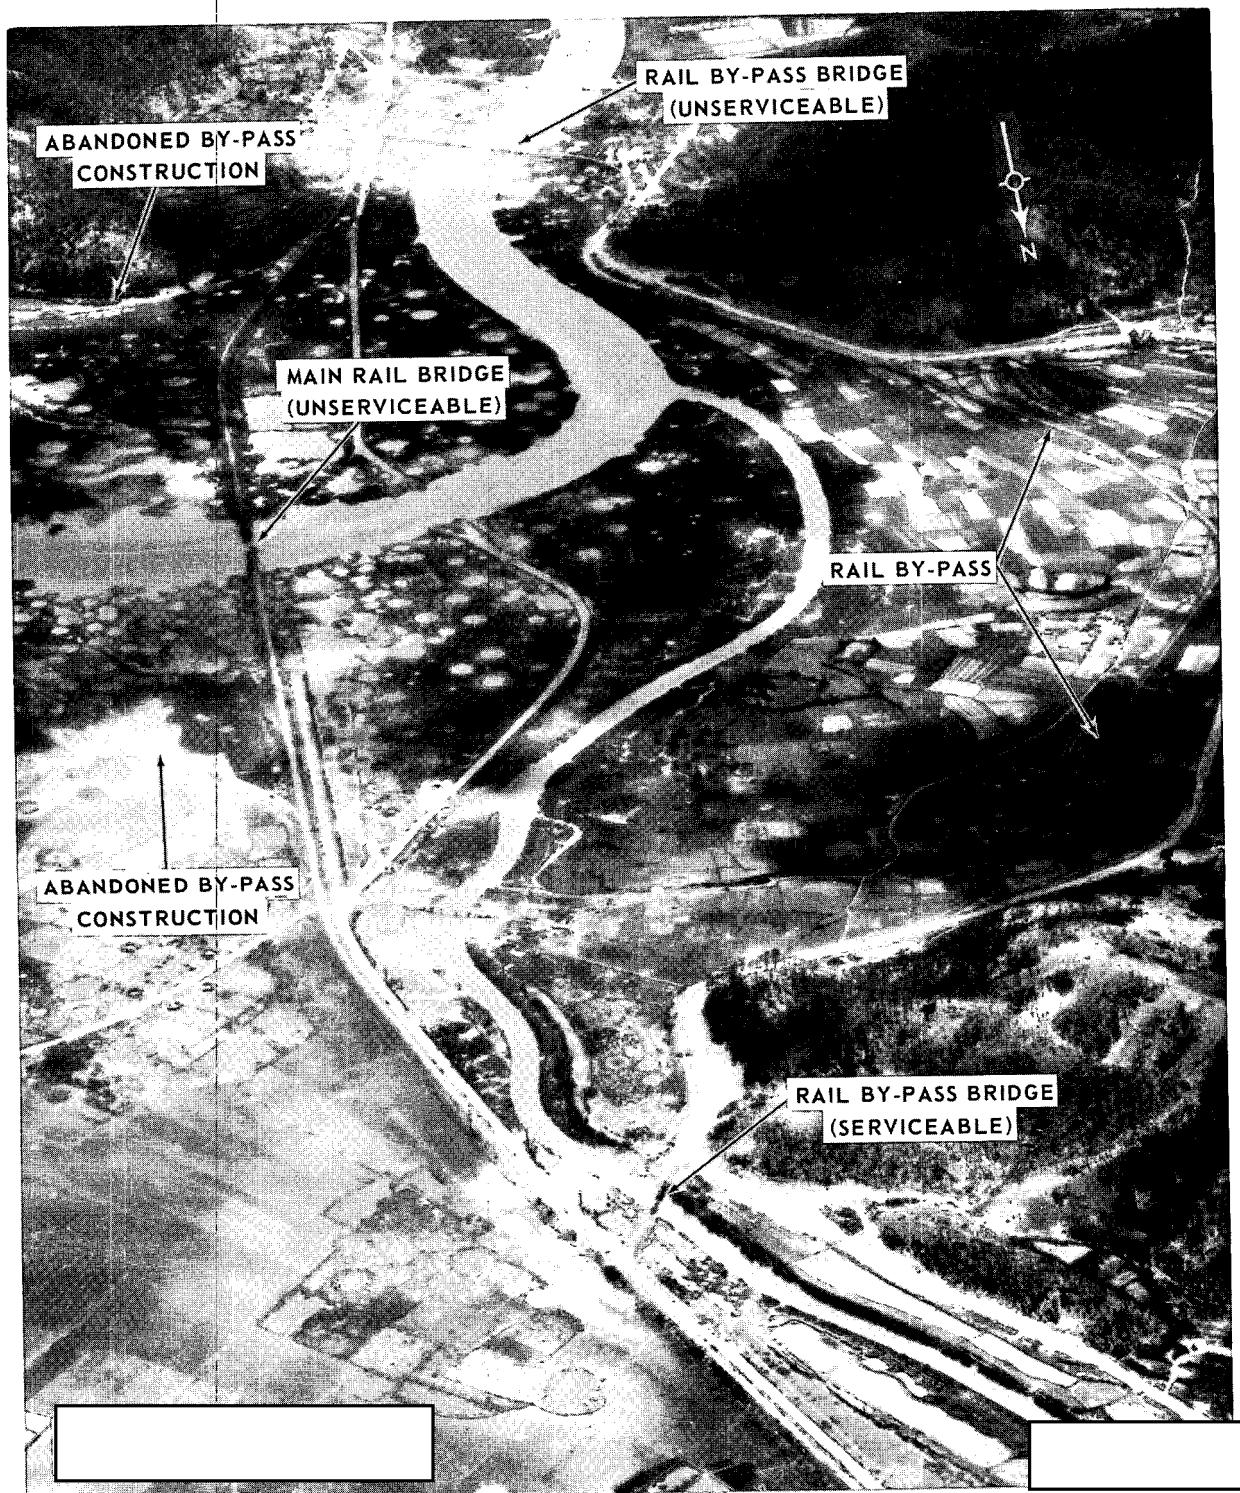 RAIL BY-PASS BRIDGE
(UNSERVICEABLE)
ABANDONED BY-PASS
CONSTRUCTION
N
MAIN RAIL BRIDGE
(UNSERVICEABLE)
RAIL BY-PASS
ABANDONED BY-PASS
CONSTRUCTION
RAIL BY-PASS BRIDGE
(SERVICEABLE)